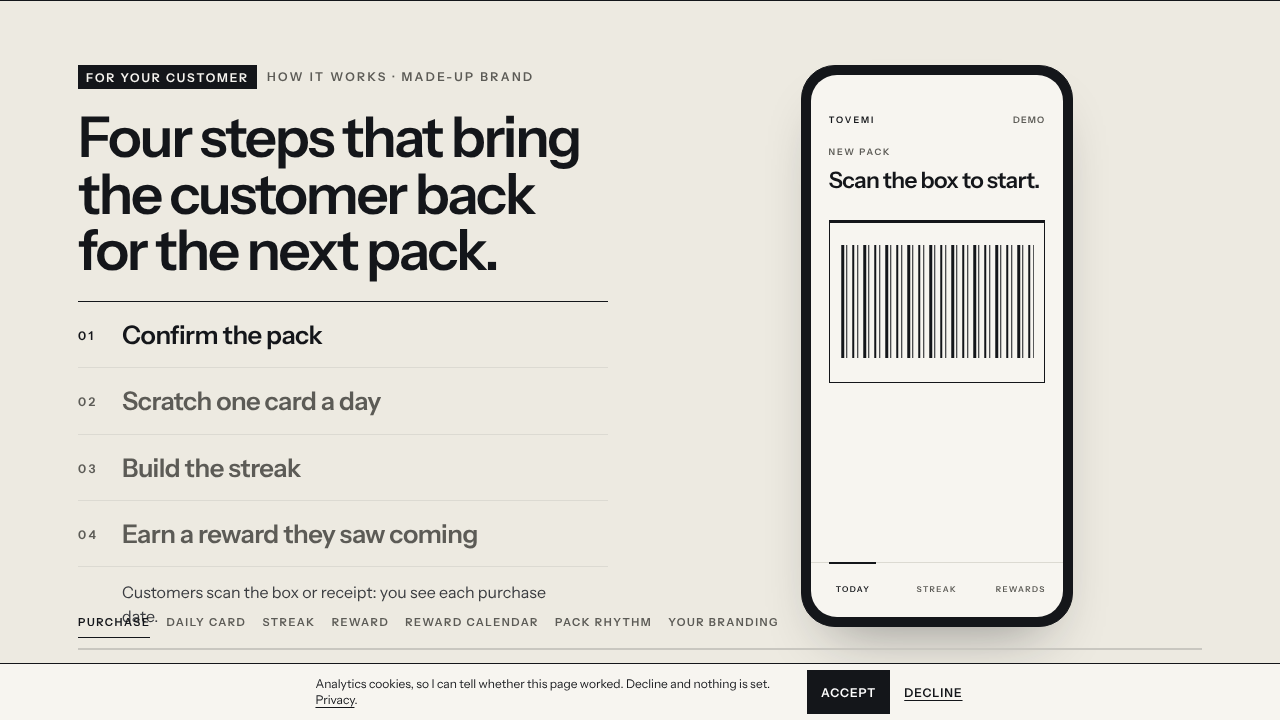 FOR YOUR CUSTOMER HOW IT WORKS · MADE-UP BRAND
Four steps that bring
the customer back
for the next pack.
01 Confirm the pack
02 Scratch one card a day
03 Build the streak
04 Earn a reward they saw coming
Customers scan the box or receipt: you see each purchase
date.
PURCHASE DAILY CARD STREAK REWARD REWARD CALENDAR PACK RHYTHM YOUR BRANDING
TOVEMI DEMO
NEW PACK
Scan the box to start.
TODAY STREAK REWARDS
Analytics cookies, so I can tell whether this page worked. Decline and nothing is set.
Privacy.
ACCEPT DECLINE